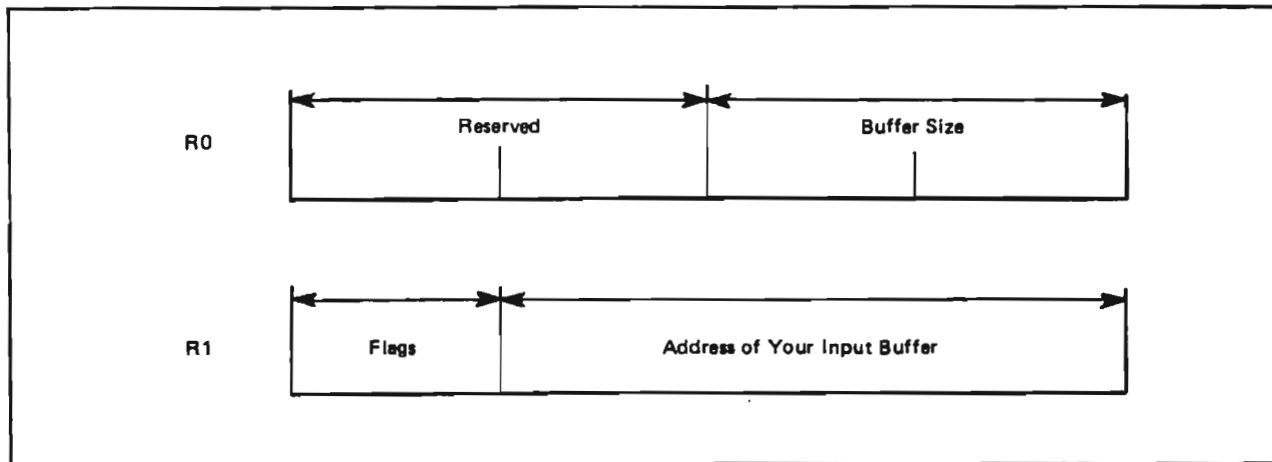 Reserved
Buffer Size
R0
R1
Flags
Address of Your Input Buffer